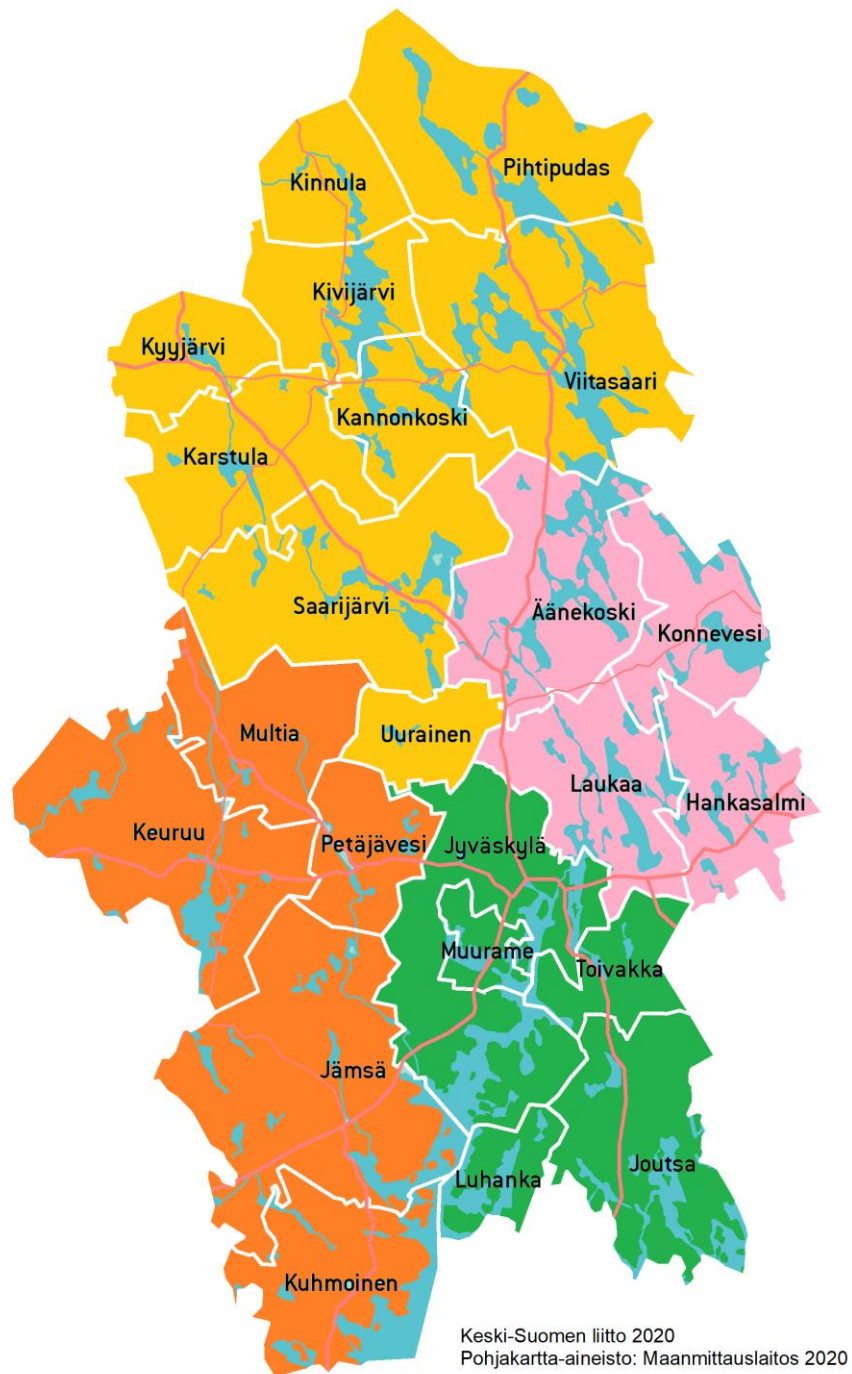 Pihtipudas
Kinnula
Kivijärvi
Kyyjärvi
Viitasaari
Kannonkoski
Karstula
Saarijärvi
Äänekoski
Konnevesi
Multia
Uurainen
Laukaa
Hankasalmi
Keuruu
Petäjävesi
Jyväskylä
Muurame
Toivakka
Jämsä
Luhanka
Joutsa
Kuhmoinen
Keski-Suomen liitto 2020
Pohjakartta-aineisto: Maanmittauslaitos 2020